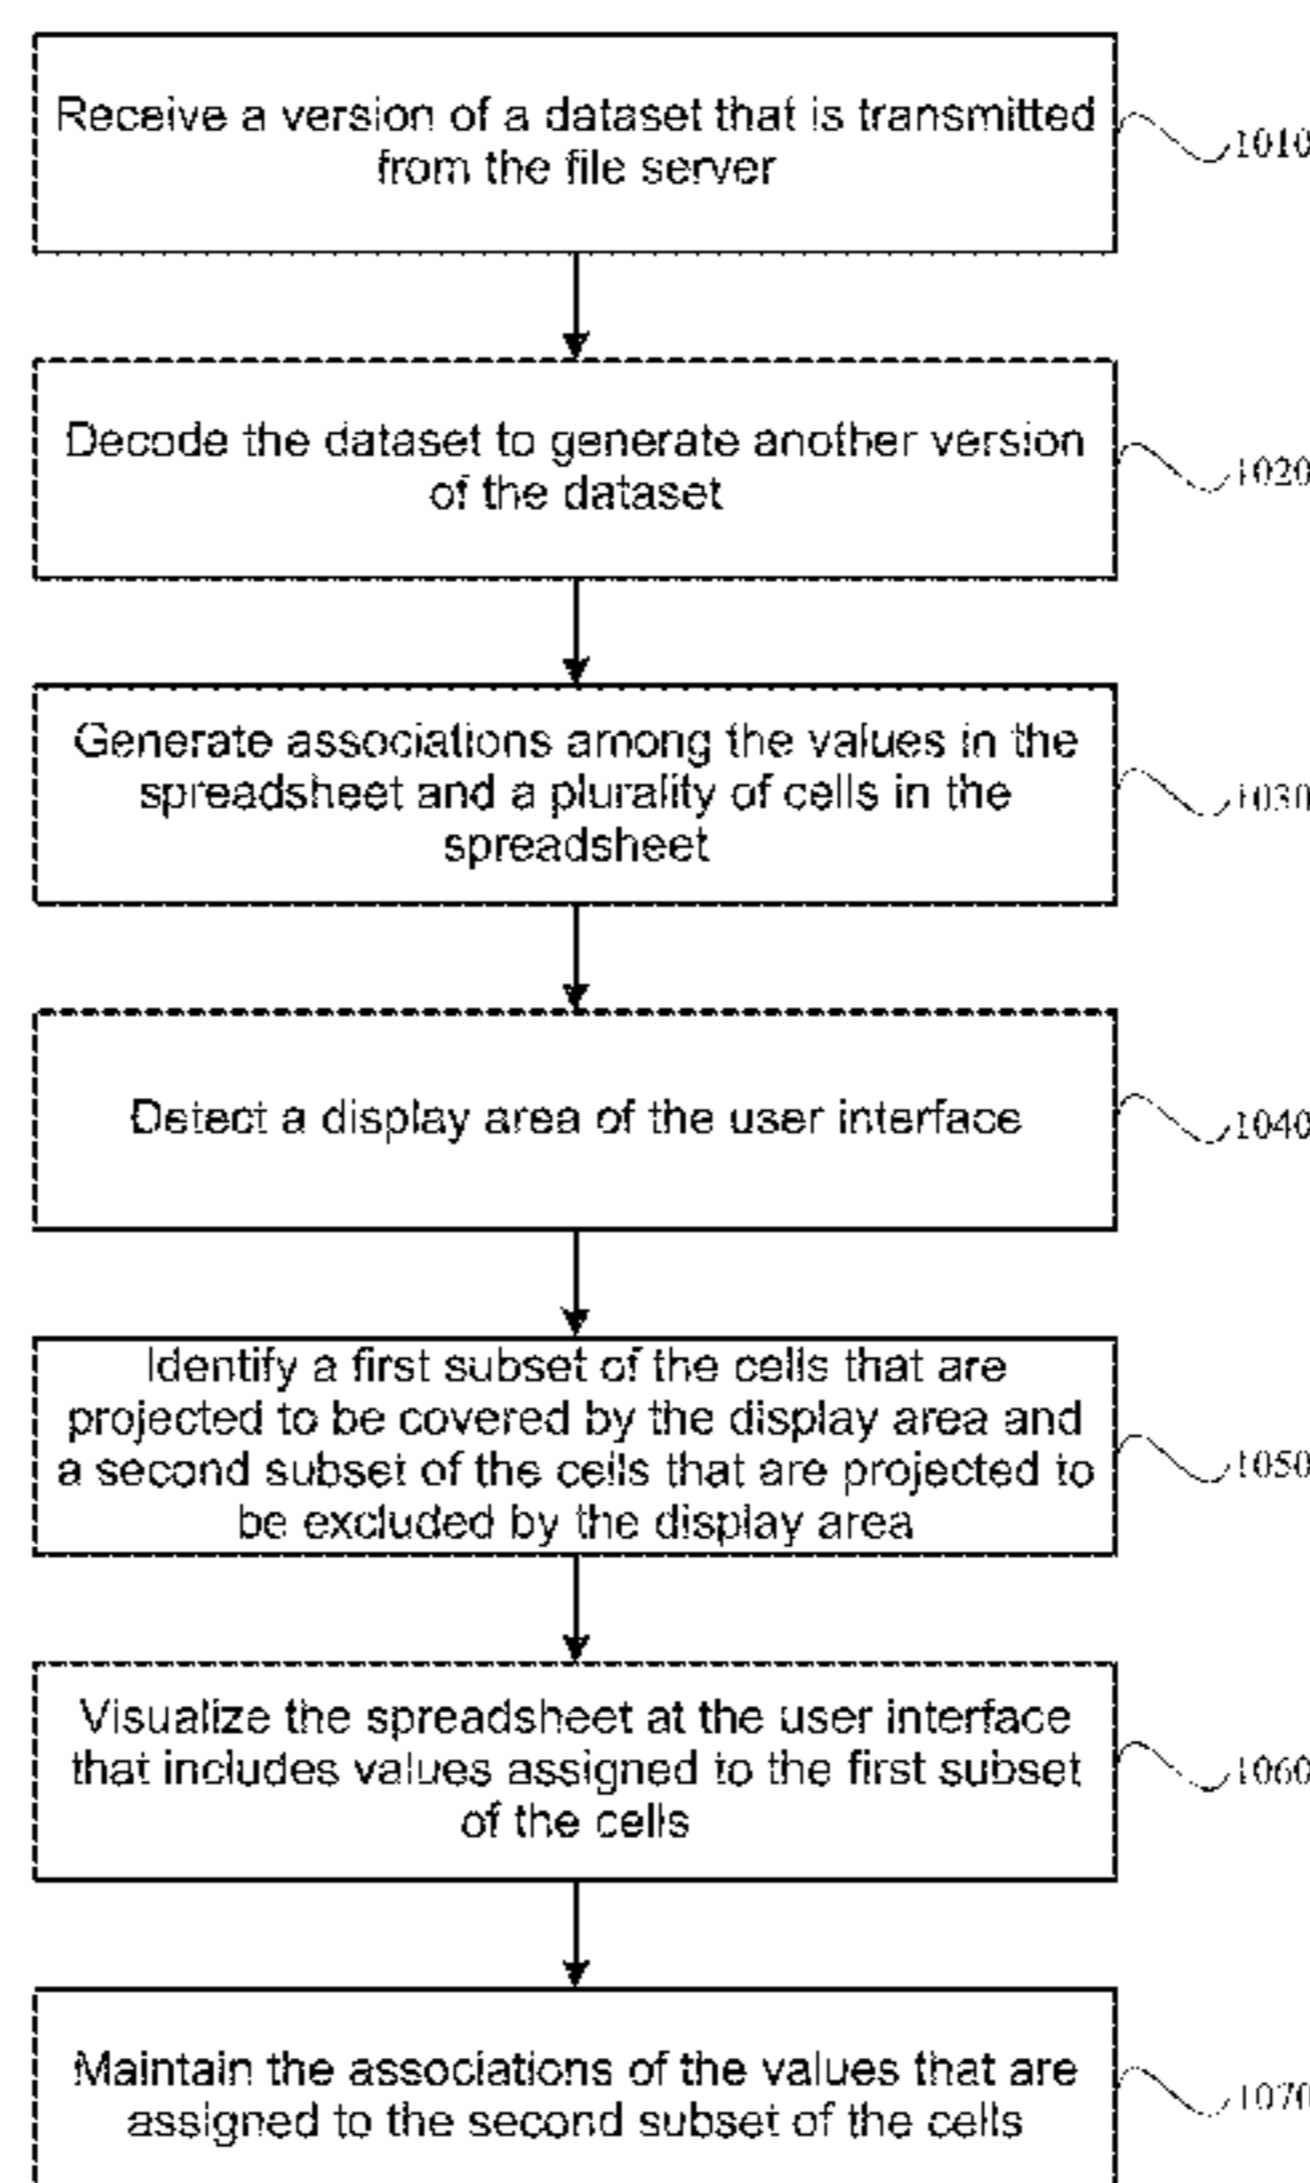 Receive a version of a dataset that is transmitted
from the file server
1010
Decode the dataset to generate another version
of the dataset
1020
Generate associations among the values in the
spreadsheet and a plurality of cells in the
spreadsheet
1030
Detect a display area of the user interface
1040
Identify a first subset of the cells that are
projected to be covered by the display area and
a second subset of the cells that are projected to
be excluded by the display area
1050
Visualize the spreadsheet at the user interface
that includes values assigned to the first subset
of the cells
1060
Maintain the associations of the values that are
assigned to the second subset of the cells
1070